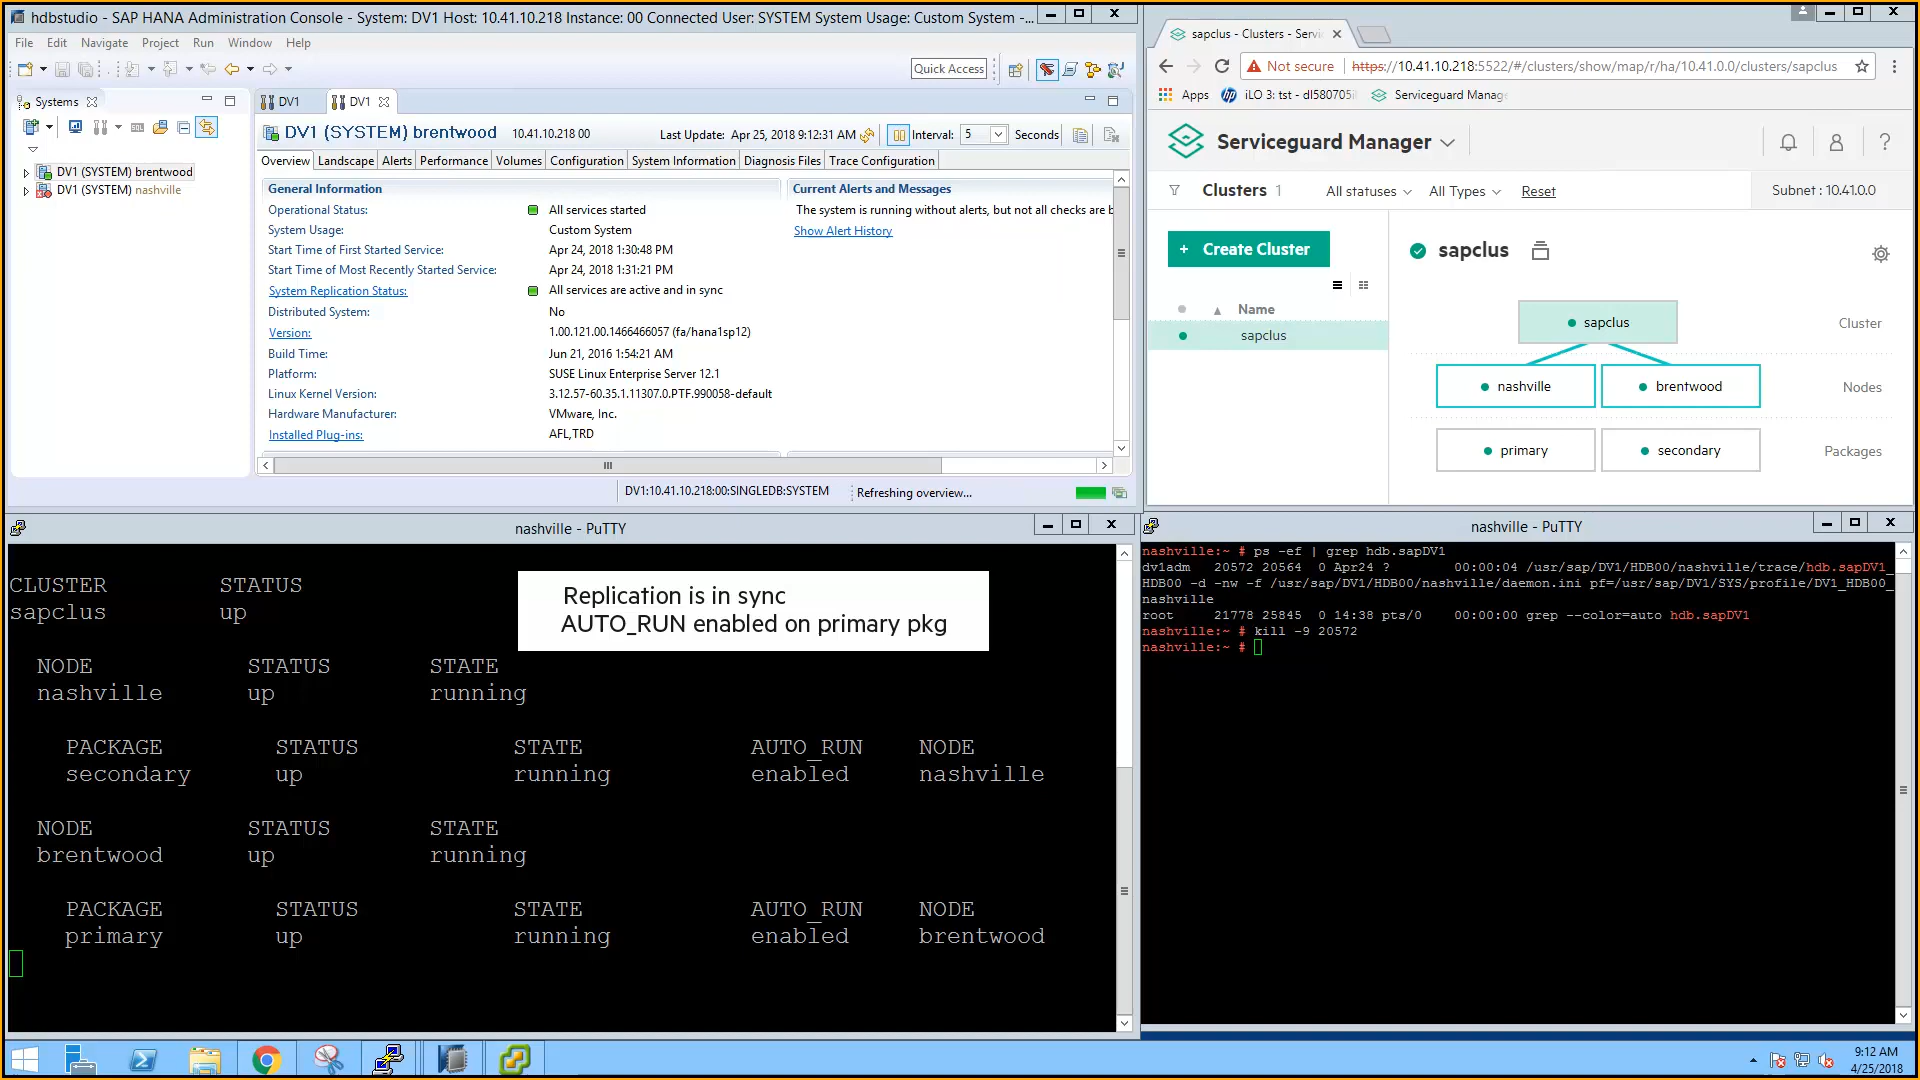 hdbstudio - SAP HANA Administration Console - System: DV1 Host: 10.41.10.218 Instance: 00 Connected User: SYSTEM System Usage: Custom System -...
File Edit Navigate Project Run Window Help
Quick Access
Systems
DV1 (SYSTEM) brentwood
DV1 (SYSTEM) nashville
DV1
DV1
DV1 (SYSTEM) brentwood 10.41.10.218 00
Last Update: Apr 25, 2018 9:12:31 AM
Interval: 5 Seconds
Overview Landscape Alerts Performance Volumes Configuration System Information Diagnosis Files Trace Configuration
General Information
Operational Status: All services started
System Usage: Custom System
Start Time of First Started Service: Apr 24, 2018 1:30:48 PM
Start Time of Most Recently Started Service: Apr 24, 2018 1:31:21 PM
System Replication Status: All services are active and in sync
Distributed System: No
Version: 1.00.121.00.1466466057 (fa/hana1sp12)
Build Time: Jun 21, 2016 1:54:21 AM
Platform: SUSE Linux Enterprise Server 12.1
Linux Kernel Version: 3.12.57-60.35.1.11307.0.PTF.990058-default
Hardware Manufacturer: VMware, Inc.
Installed Plug-ins: AFL,TRD
Current Alerts and Messages
The system is running without alerts, but not all checks are b
Show Alert History
DV1:10.41.10.218:00:SINGLEDB:SYSTEM
Refreshing overview...
sapclus - Clusters - Servi
Not secure https://10.41.10.218:5522/#/clusters/show/map/r/ha/10.41.0.0/clusters/sapclus
Apps iLO 3: tst - dl580705i Serviceguard Manag
Serviceguard Manager
?
Clusters 1
All statuses
All Types
Reset
Subnet : 10.41.0.0
+ Create Cluster
Name
sapclus
sapclus
sapclus Cluster
nashville brentwood Nodes
primary secondary Packages
nashville - PuTTY
CLUSTER STATUS
sapclus up
NODE STATUS STATE
nashville up running
PACKAGE STATUS STATE AUTO_RUN NODE
secondary up running enabled nashville
NODE STATUS STATE
brentwood up running
PACKAGE STATUS STATE AUTO_RUN NODE
primary up running enabled brentwood
Replication is in sync
AUTO_RUN enabled on primary pkg
nashville - PuTTY
nashville:~ # ps -ef | grep hdb.sapDV1
dv1adm 20572 20564 0 Apr24 ? 00:00:04 /usr/sap/DV1/HDB00/nashville/trace/hdb.sapDV1_
HDB00 -d -nw -f /usr/sap/DV1/HDB00/nashville/daemon.ini pf=/usr/sap/DV1/SYS/profile/DV1_HDB00_
nashville
root 21778 25845 0 14:38 pts/0 00:00:00 grep --color=auto hdb.sapDV1
nashville:~ # kill -9 20572
nashville:~ #
9:12 AM
4/25/2018